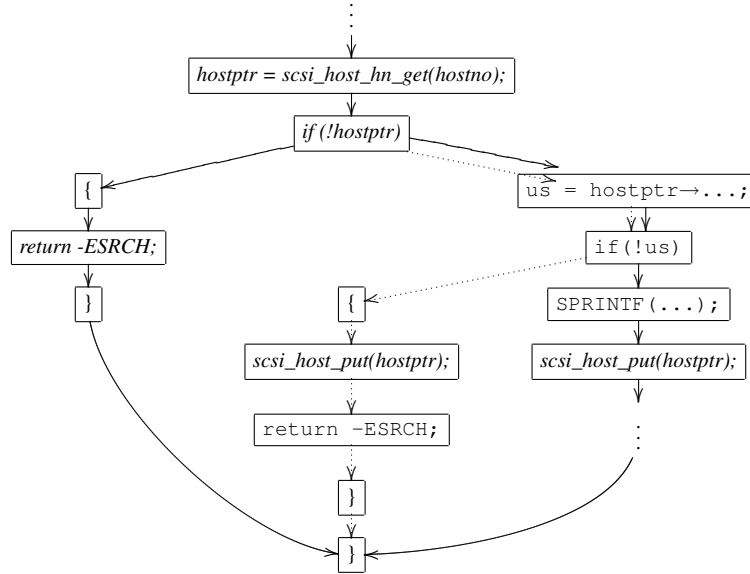 hostptr = scsi_host_hn_get(hostno);
if (!hostptr)
{
us = hostptr→...;
return -ESRCH;
if(!us)
}
{
SPRINTF(...);
scsi_host_put(hostptr);
scsi_host_put(hostptr);
return -ESRCH;
}
}